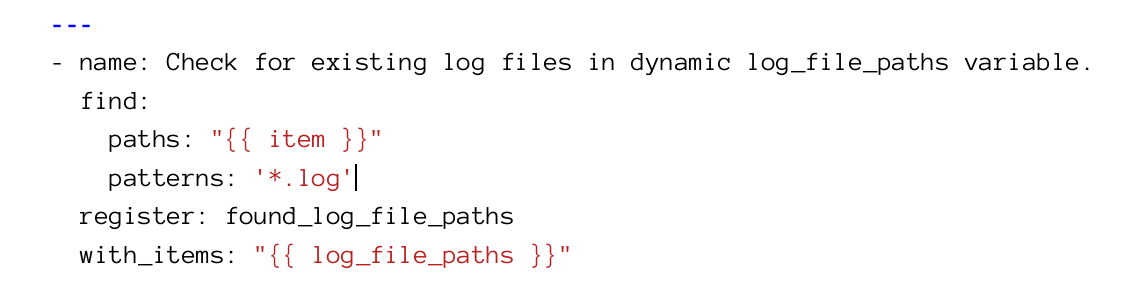 ---
- name: Check for existing log files in dynamic log_file_paths variable.
  find:
    paths: "{{ item }}"
    patterns: '*.log'
  register: found_log_file_paths
  with_items: "{{ log_file_paths }}"